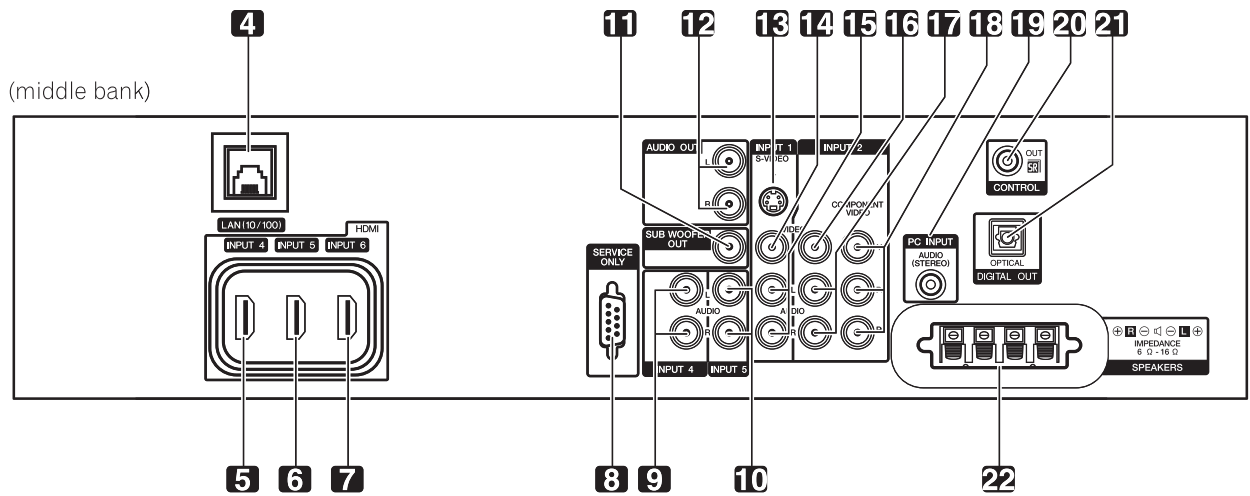 4 11 12 13 14 15 16 17 18 19 20 21
(middle bank)
AUDIO OUT
L
R
INPUT 1
S-VIDEO
INPUT 2
COMPONENT
VIDEO
OUT
SR
CONTROL
LAN(10/100)
HDMI
INPUT 4 INPUT 5 INPUT 6
SUB WOOFER
OUT
VIDEO
SERVICE
ONLY
PC INPUT
AUDIO
(STEREO)
OPTICAL
DIGITAL OUT
L
AUDIO
R
L
AUDIO
R
INPUT 4 INPUT 5
⊕ R ⊖ ⊖ L ⊕
IMPEDANCE
6 Ω - 16 Ω
SPEAKERS
5 6 7 8 9 10 22